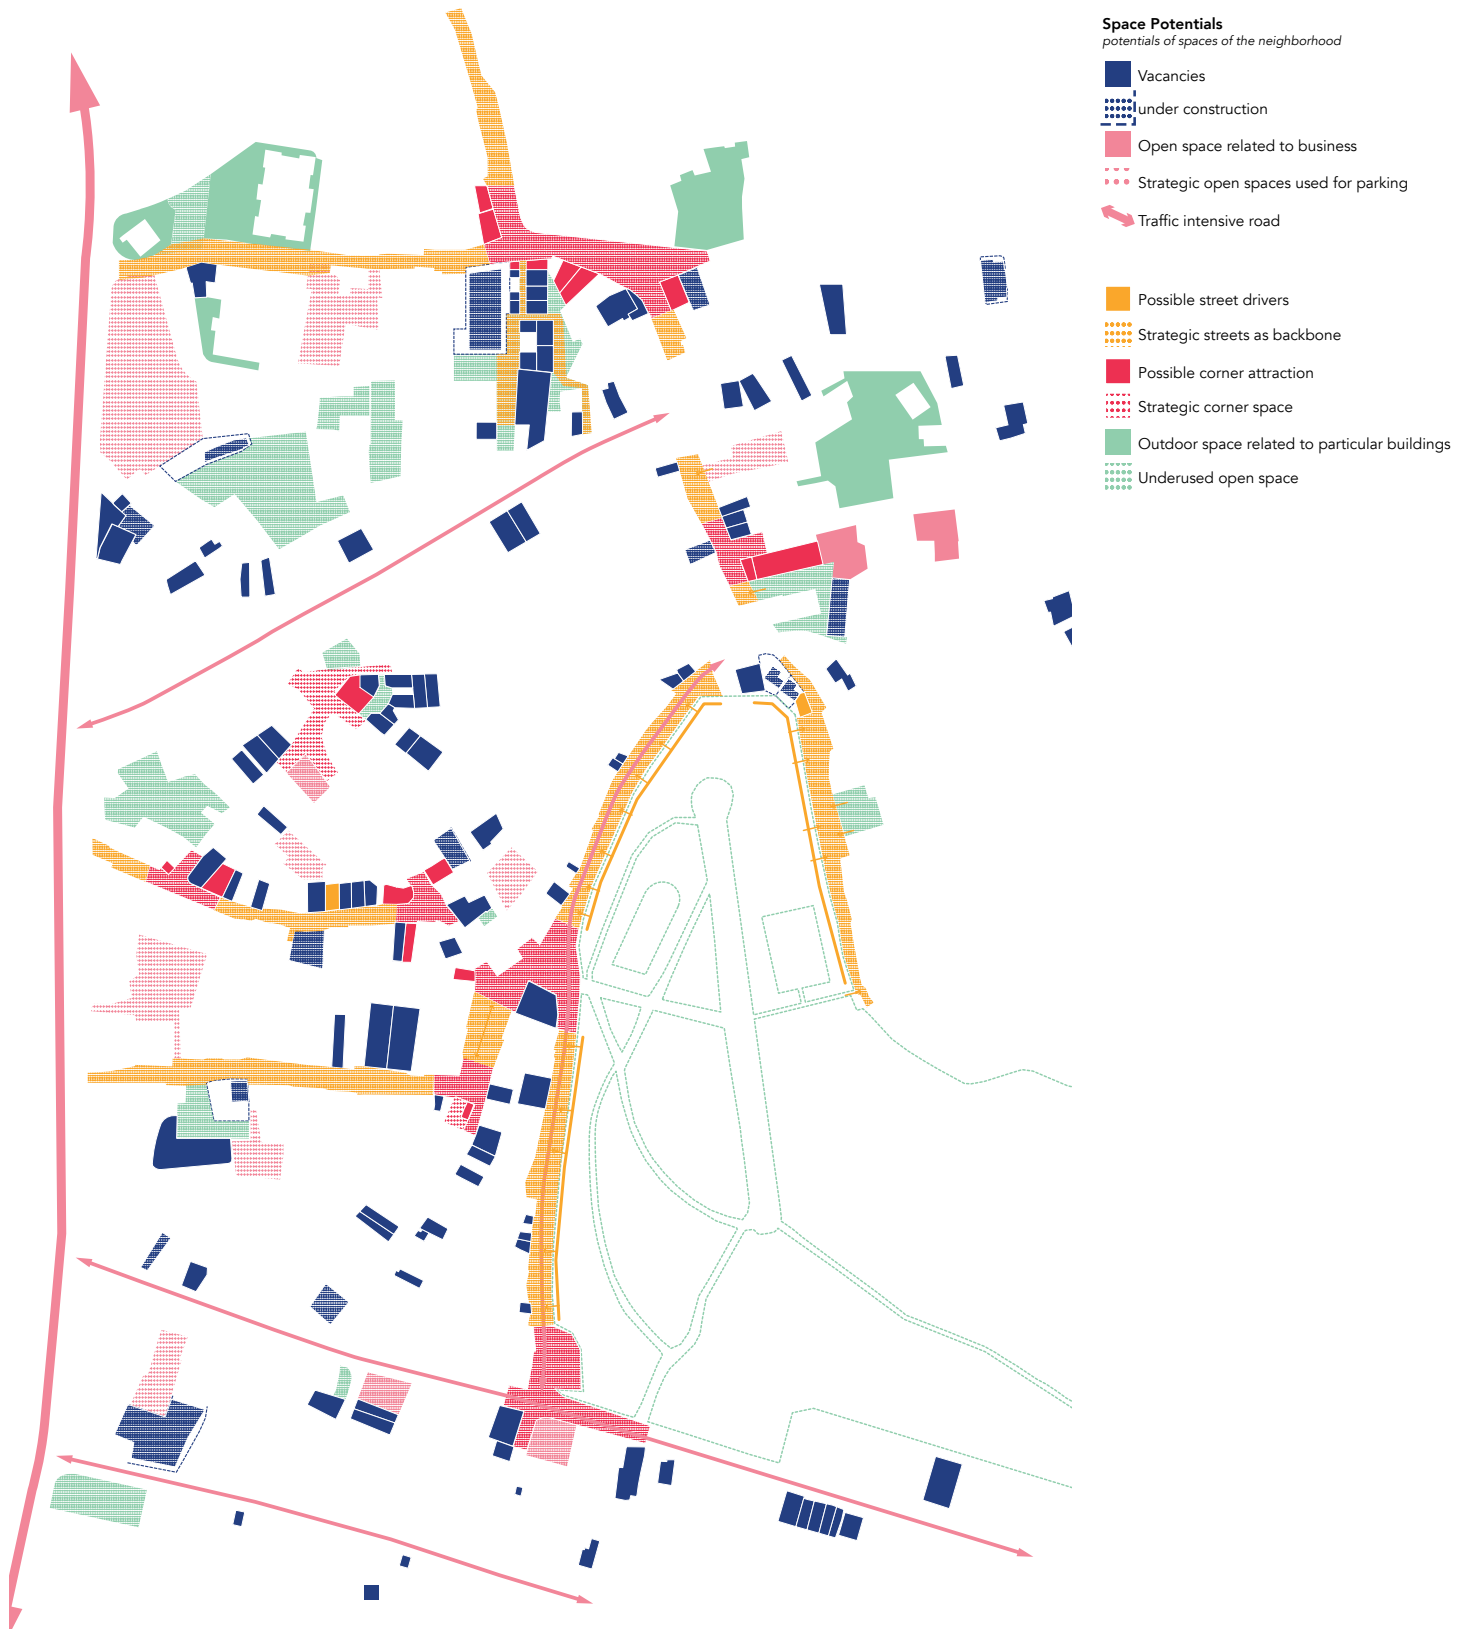 Space Potentials
potentials of spaces of the neighborhood
Vacancies
under construction
Open space related to business
Strategic open spaces used for parking
Traffic intensive road
Possible street drivers
Strategic streets as backbone
Possible corner attraction
Strategic corner space
Outdoor space related to particular buildings
Underused open space